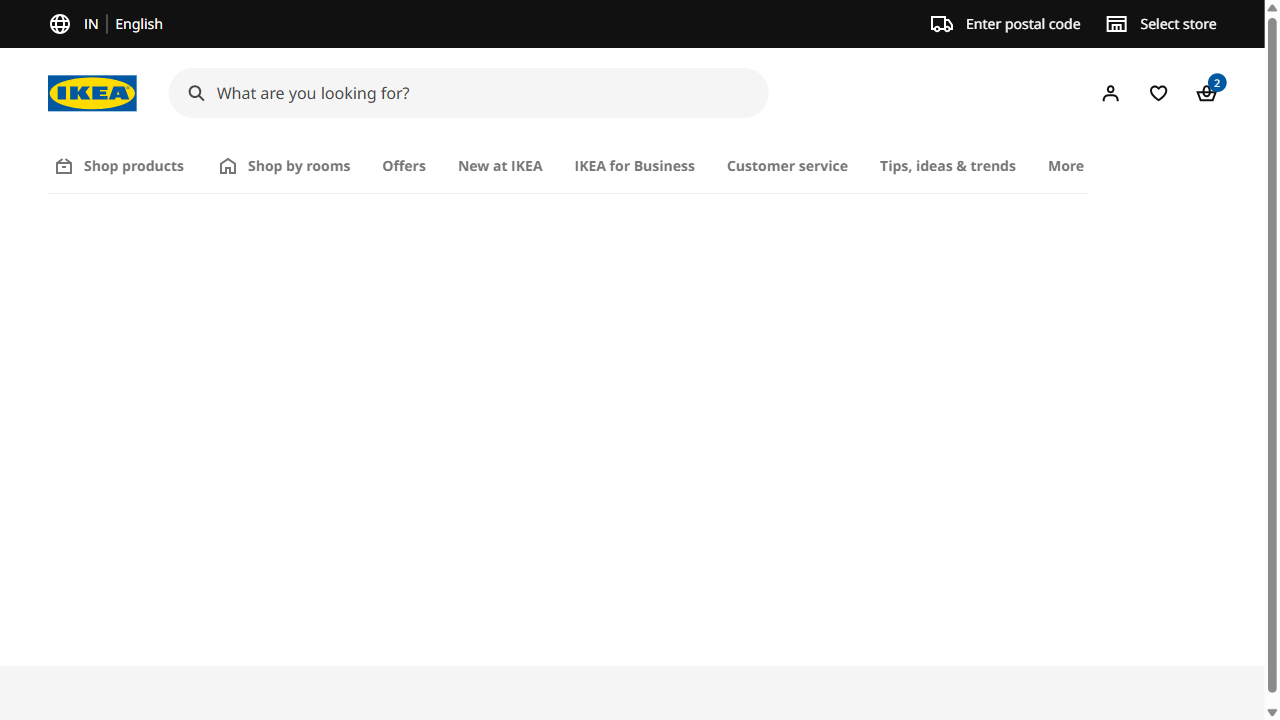 IN English Enter postal code Select store
IKEA What are you looking for? 2
Shop products Shop by rooms Offers New at IKEA IKEA for Business Customer service Tips, ideas & trends More